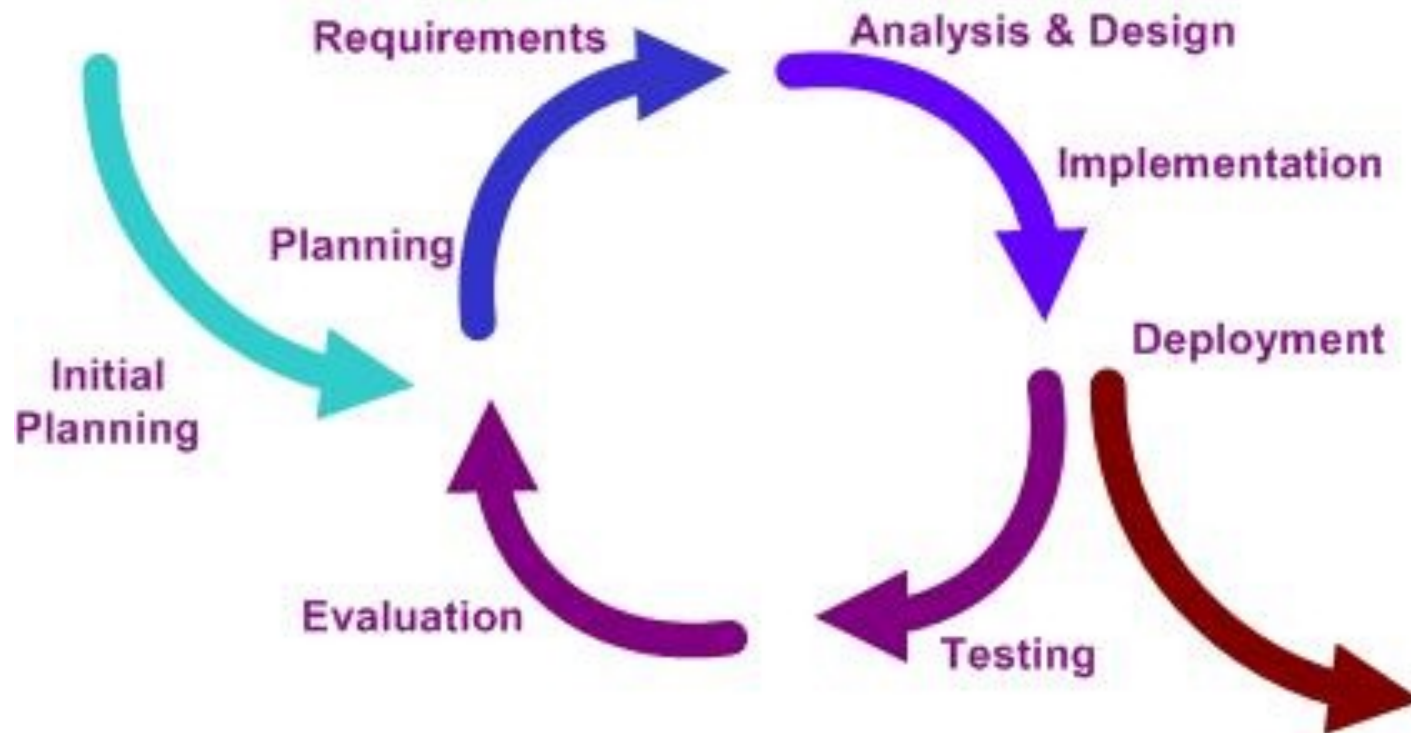 Requirements
Analysis & Design
Implementation
Planning
Deployment
Initial
Planning
Evaluation
Testing